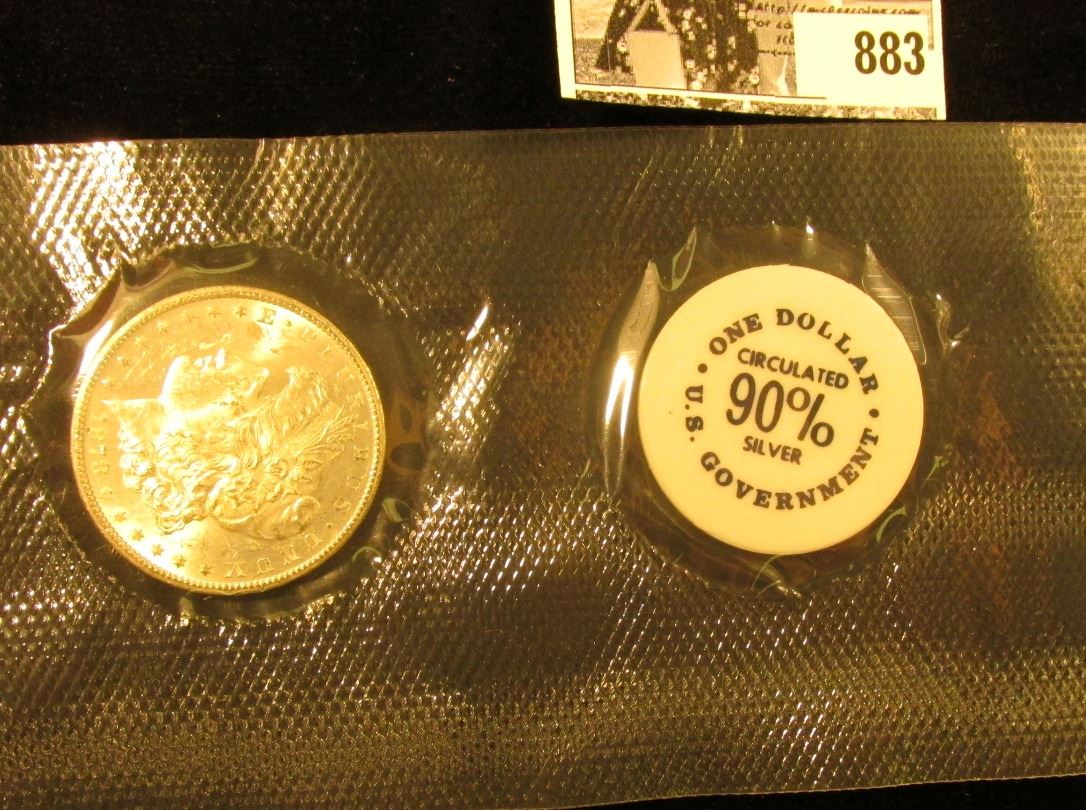 883
E · PLURIBUS · UNUM
ONE DOLLAR
CIRCULATED
90%
SILVER
· U.S. GOVERNMENT ·